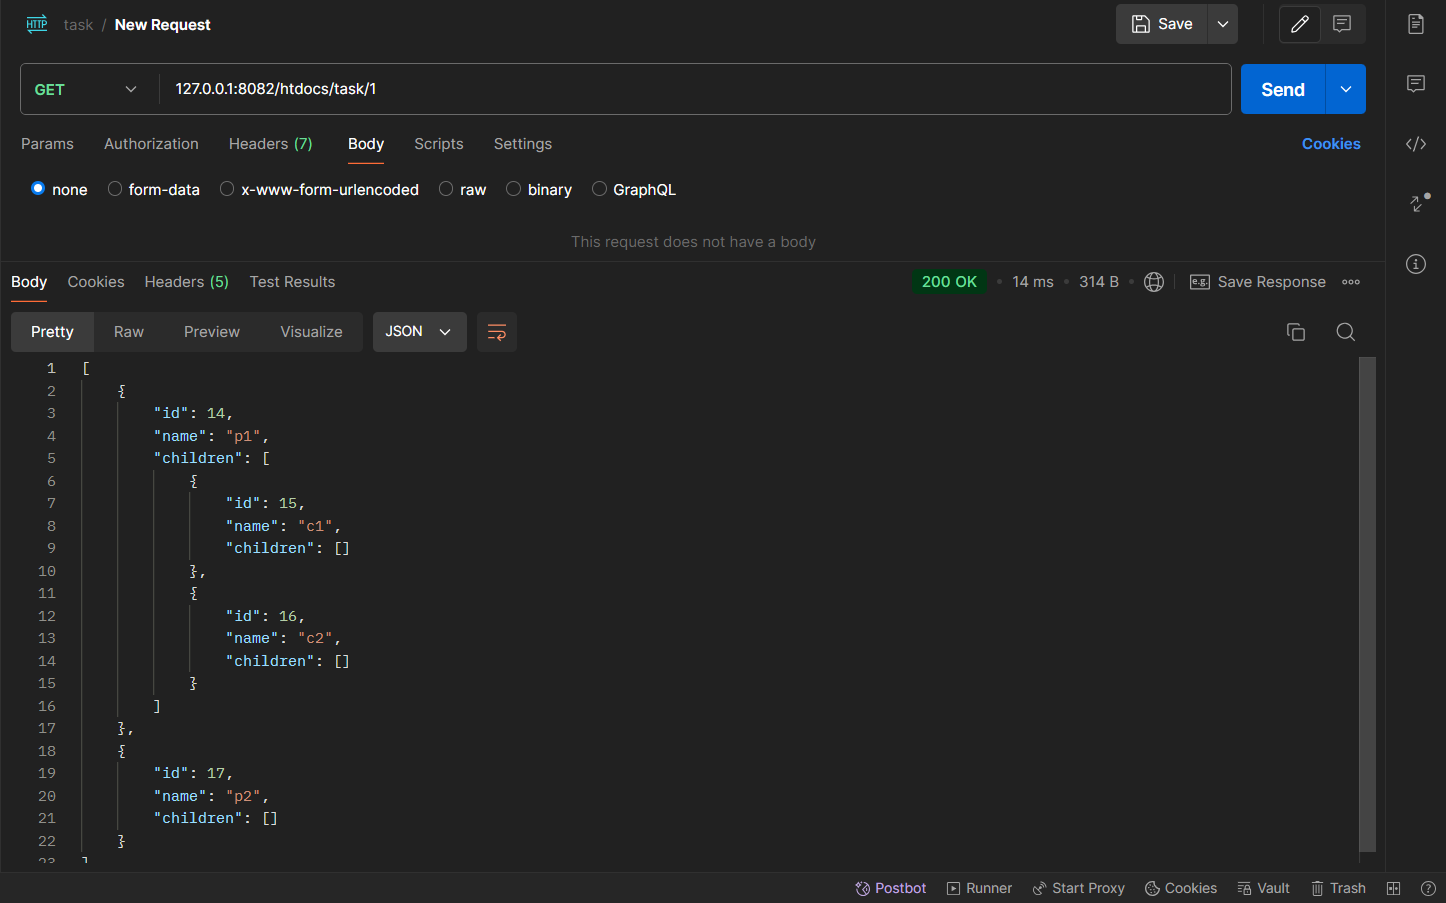 HTTP task / New Request Save
GET 127.0.0.1:8082/htdocs/task/1 Send
Params Authorization Headers (7) Body Scripts Settings Cookies
none form-data x-www-form-urlencoded raw binary GraphQL
This request does not have a body
Body Cookies Headers (5) Test Results 200 OK • 14 ms • 314 B • e.g. Save Response
Pretty Raw Preview Visualize JSON
1 [
2 {
3 "id": 14,
4 "name": "p1",
5 "children": [
6 {
7 "id": 15,
8 "name": "c1",
9 "children": []
10 },
11 {
12 "id": 16,
13 "name": "c2",
14 "children": []
15 }
16 ]
17 },
18 {
19 "id": 17,
20 "name": "p2",
21 "children": []
22 }
23 ]
Postbot Runner Start Proxy Cookies Vault Trash